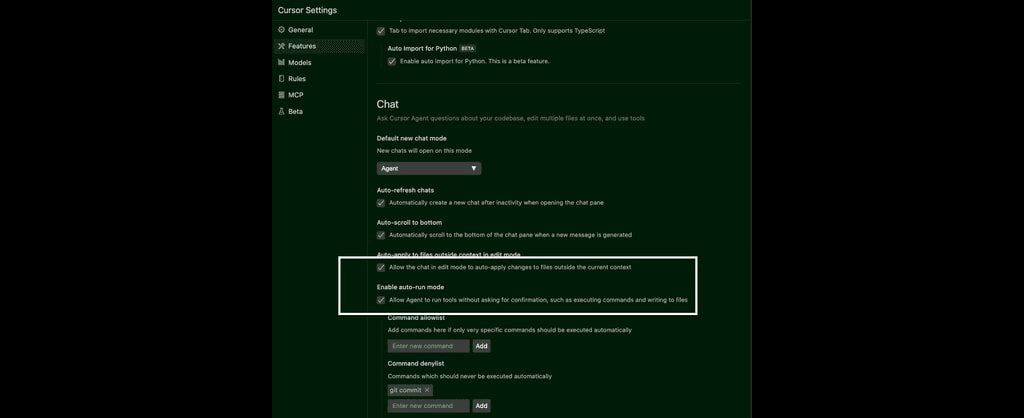 Cursor Settings
General
Features
Models
Rules
MCP
Beta
Tab to import necessary modules with Cursor Tab. Only supports TypeScript
Auto Import for Python BETA
Enable auto import for Python. This is a beta feature.
Chat
Ask Cursor Agent questions about your codebase, edit multiple files at once, and use tools
Default new chat mode
New chats will open on this mode
Agent
Auto-refresh chats
Automatically create a new chat after inactivity when opening the chat pane
Auto-scroll to bottom
Automatically scroll to the bottom of the chat pane when a new message is generated
Auto-apply to files outside context in edit mode
Allow the chat in edit mode to auto-apply changes to files outside the current context
Enable auto-run mode
Allow Agent to run tools without asking for confirmation, such as executing commands and writing to files
Command allowlist
Add commands here if only very specific commands should be executed automatically
Enter new command Add
Command denylist
Commands which should never be executed automatically
git commit ×
Enter new command Add